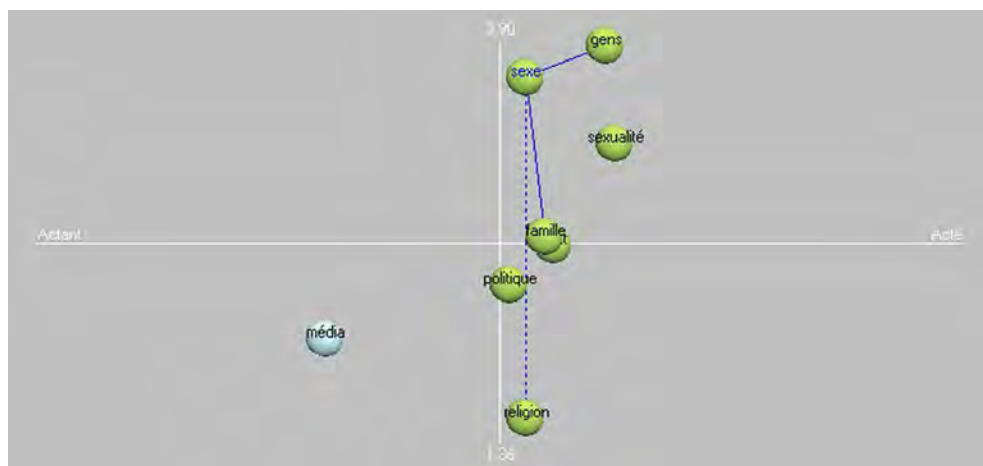 3.90
gens
sexe
sexualité
famille
Actant
Acté
politique
média
religion
1.36